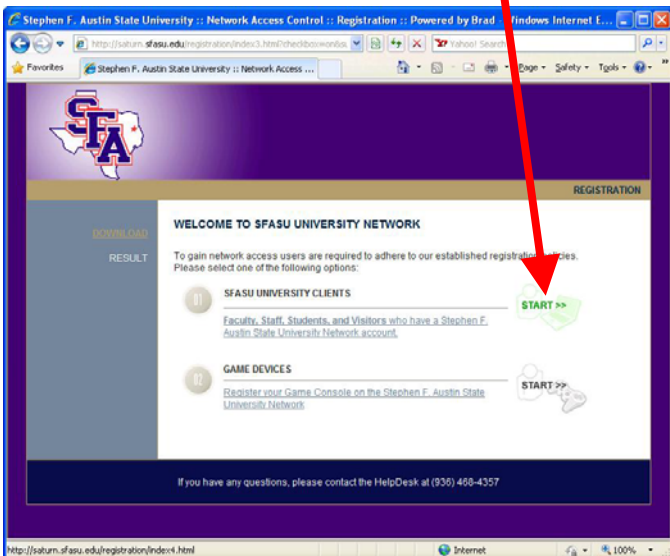 Stephen F. Austin State University :: Network Access Control :: Registration :: Powered by Brad - Windows Internet E...
http://saturn.sfasu.edu/registration/index3.html?checkbox=
Yahoo! Search
Favorites
Stephen F. Austin State University :: Network Access ...
Page
Safety
Tools
SFA
REGISTRATION
DOWNLOAD
RESULT
WELCOME TO SFASU UNIVERSITY NETWORK
To gain network access users are required to adhere to our established registration policies.
Please select one of the following options:
01
SFASU UNIVERSITY CLIENTS
Faculty, Staff, Students, and Visitors who have a Stephen F.
Austin State University Network account.
START >>
02
GAME DEVICES
Register your Game Console on the Stephen F. Austin State
University Network
START >>
If you have any questions, please contact the HelpDesk at (936) 468-4357
http://saturn.sfasu.edu/registration/index4.html
Internet
100%